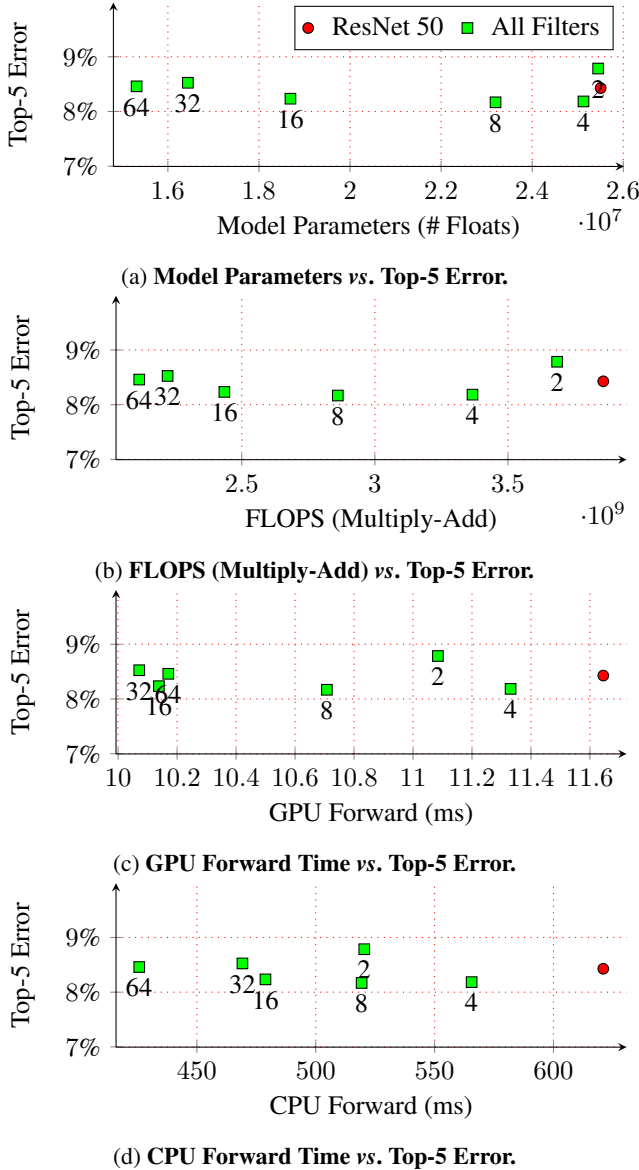 ResNet 50 All Filters
Top-5 Error
9%
8%
7%
64 32 16 8 4 2
1.6 1.8 2 2.2 2.4 2.6
·10⁷
Model Parameters (# Floats)
(a) Model Parameters vs. Top-5 Error.
Top-5 Error
9%
8%
7%
64 32 16 8 4 2
2.5 3 3.5
·10⁹
FLOPS (Multiply-Add)
(b) FLOPS (Multiply-Add) vs. Top-5 Error.
Top-5 Error
9%
8%
7%
32 16 64 8 2 4
10 10.2 10.4 10.6 10.8 11 11.2 11.4 11.6
GPU Forward (ms)
(c) GPU Forward Time vs. Top-5 Error.
Top-5 Error
9%
8%
7%
64 32 16 8 2 4
450 500 550 600
CPU Forward (ms)
(d) CPU Forward Time vs. Top-5 Error.